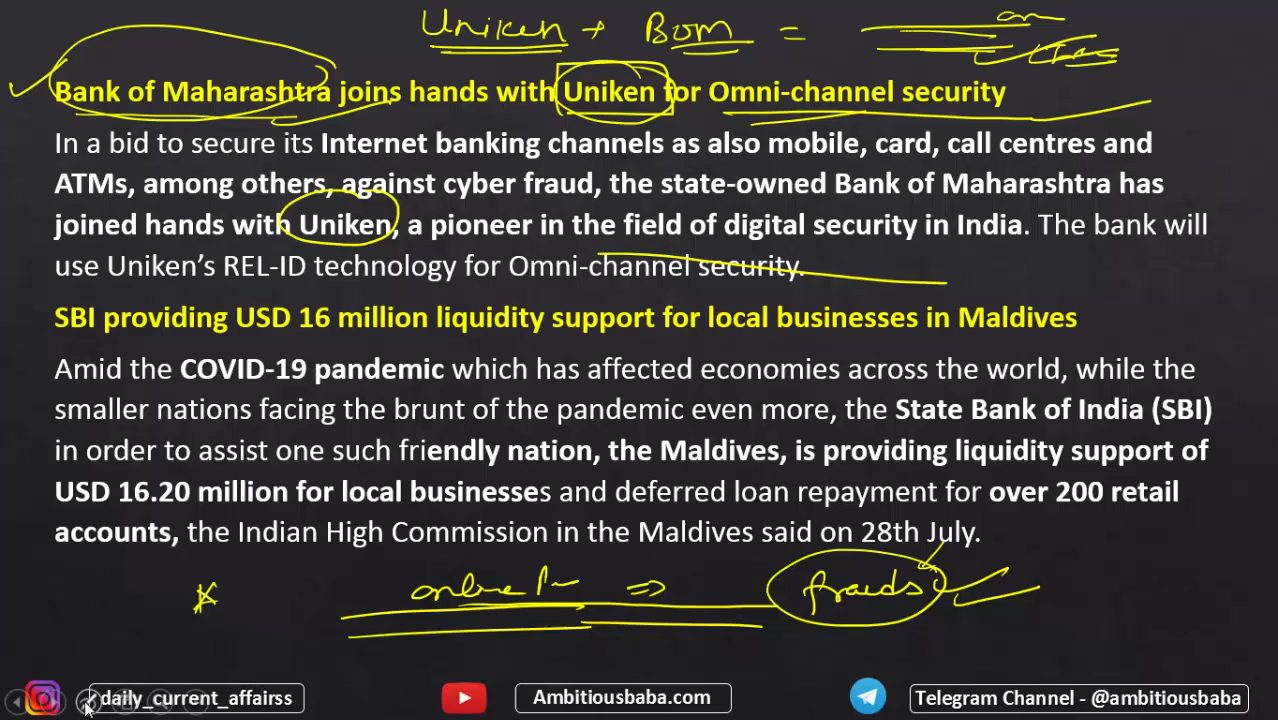 Uniken + BOM =
Bank of Maharashtra joins hands with Uniken for Omni-channel security
In a bid to secure its Internet banking channels as also mobile, card, call centres and
ATMs, among others, against cyber fraud, the state-owned Bank of Maharashtra has
joined hands with Uniken, a pioneer in the field of digital security in India. The bank will
use Uniken’s REL-ID technology for Omni-channel security.
SBI providing USD 16 million liquidity support for local businesses in Maldives
Amid the COVID-19 pandemic which has affected economies across the world, while the
smaller nations facing the brunt of the pandemic even more, the State Bank of India (SBI)
in order to assist one such friendly nation, the Maldives, is providing liquidity support of
USD 16.20 million for local businesses and deferred loan repayment for over 200 retail
accounts, the Indian High Commission in the Maldives said on 28th July.
online ⇒ frauds
daily_current_affairss
Ambitiousbaba.com
Telegram Channel - @ambitiousbaba